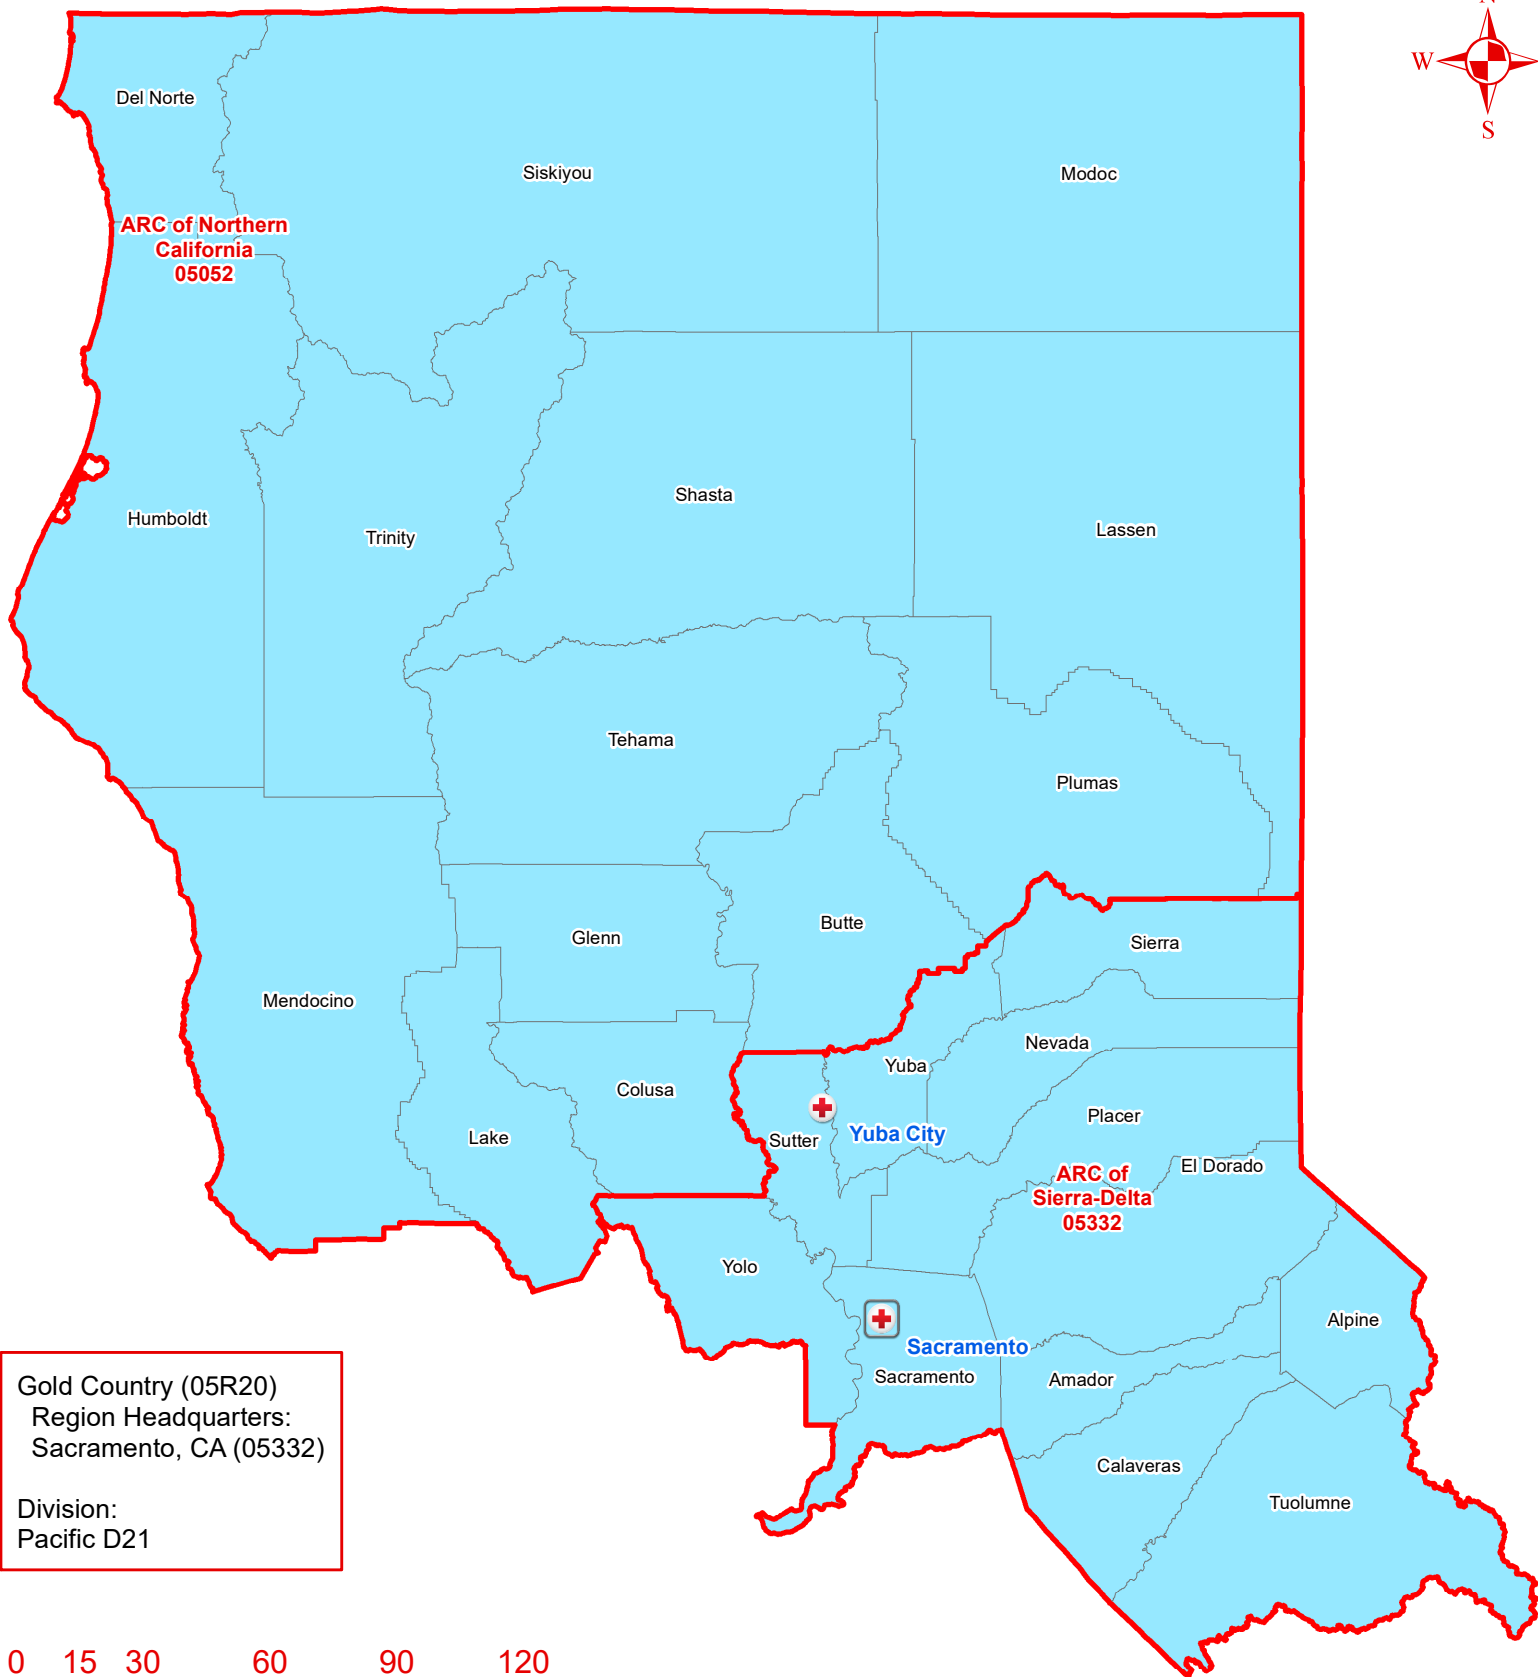 N
W
S
Del Norte
Siskiyou
Modoc
ARC of Northern
California
05052
Shasta
Humboldt
Trinity
Lassen
Tehama
Plumas
Butte
Glenn
Sierra
Mendocino
Nevada
Yuba
Colusa
Placer
Yuba City
Lake
Sutter
El Dorado
ARC of
Sierra-Delta
05332
Yolo
Alpine
Sacramento
Sacramento
Amador
Gold Country (05R20)
Region Headquarters:
Sacramento, CA (05332)
Division:
Pacific D21
Calaveras
Tuolumne
0 15 30 60 90 120